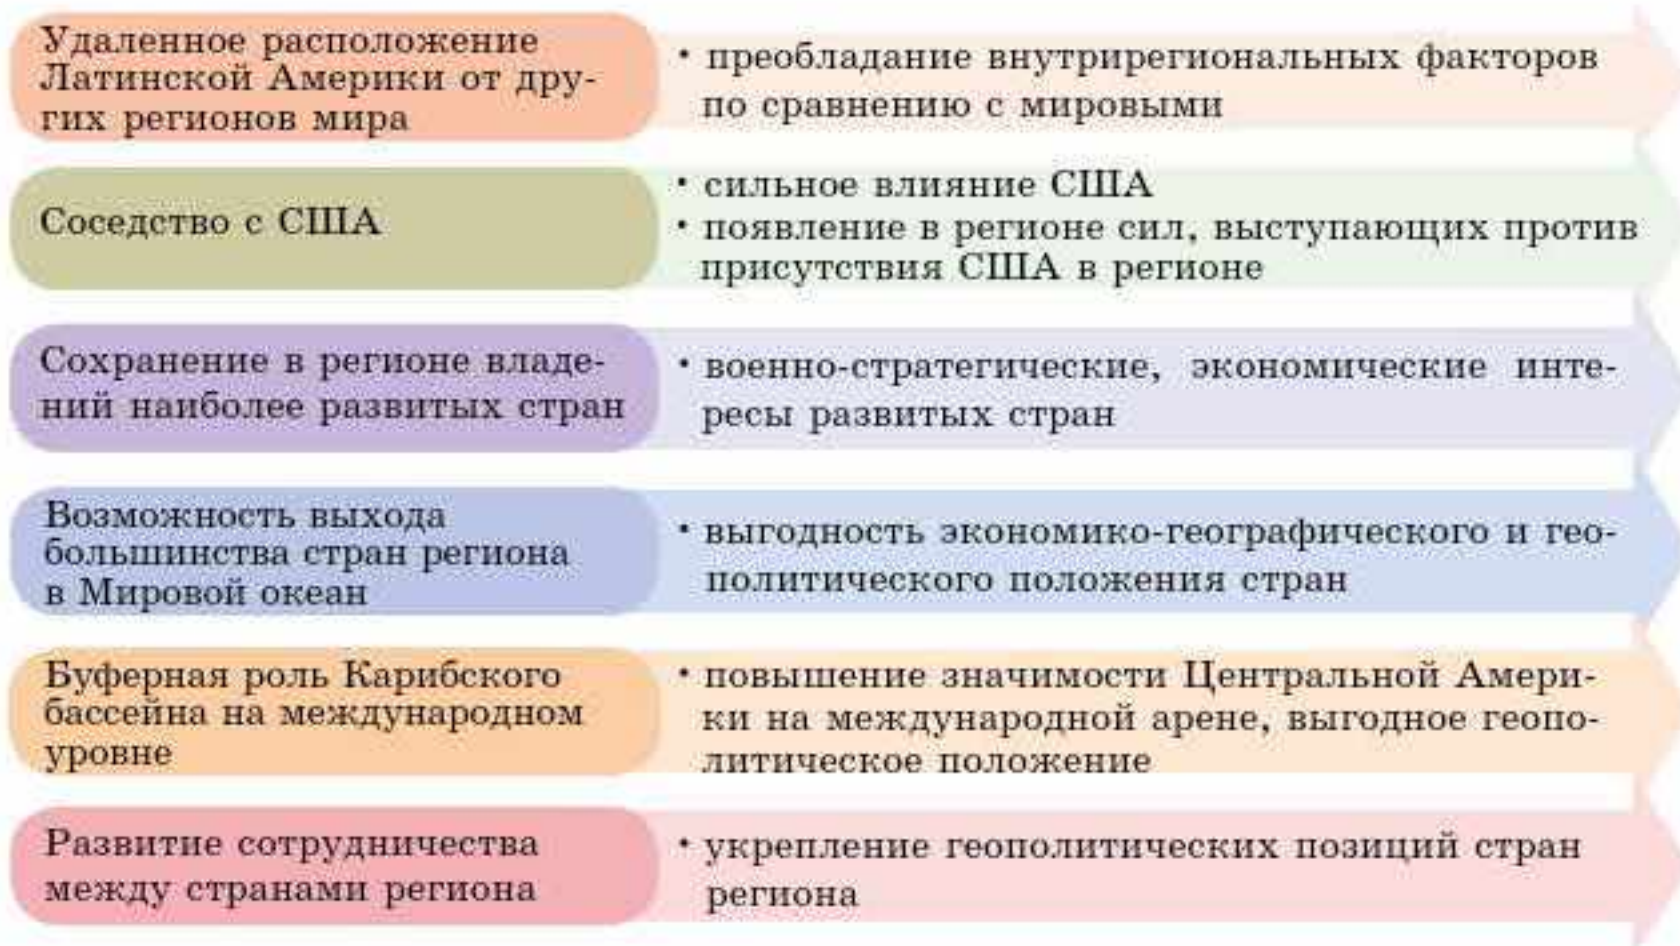 Удаленное расположение
Латинской Америки от дру-
гих регионов мира
• преобладание внутрирегиональных факторов
по сравнению с мировыми
Соседство с США
• сильное влияние США
• появление в регионе сил, выступающих против
присутствия США в регионе
Сохранение в регионе владе-
ний наиболее развитых стран
• военно-стратегические, экономические инте-
ресы развитых стран
Возможность выхода
большинства стран региона
в Мировой океан
• выгодность экономико-географического и гео-
политического положения стран
Буферная роль Карибского
бассейна на международном
уровне
• повышение значимости Центральной Амери-
ки на международной арене, выгодное геопо-
литическое положение
Развитие сотрудничества
между странами региона
• укрепление геополитических позиций стран
региона